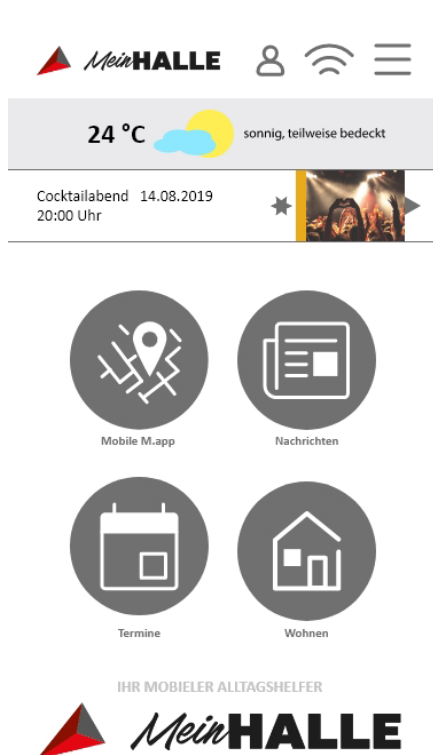 MeinHALLE
24 °C
sonnig, teilweise bedeckt
Cocktailabend 14.08.2019
20:00 Uhr
Mobile M.app
Nachrichten
Termine
Wohnen
IHR MOBIELER ALLTAGSHELFER
MeinHALLE